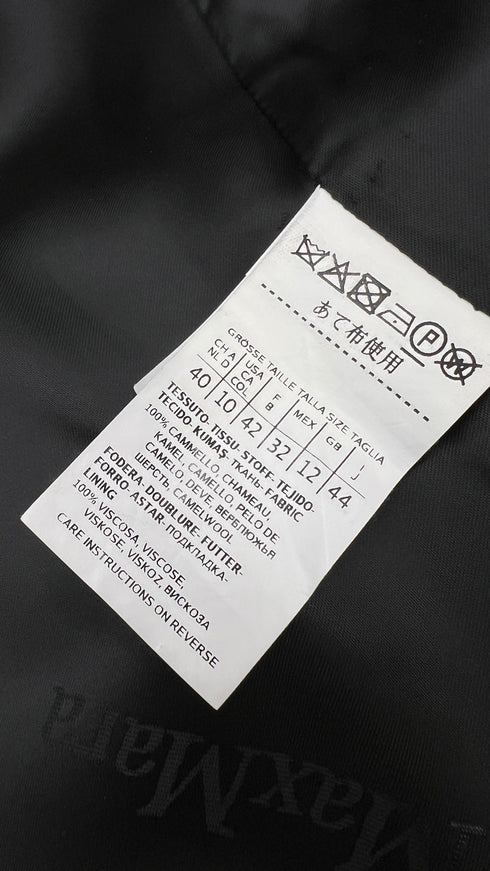 あて布使用
GRÖSSE TAILLE TALLA SIZE TAGLIA
CH A NL D | USA CA COL | F B | MEX | GB | J
40 | 10 | 42 | 32 | 12 | 44
TESSUTO- TISSU- STOFF- TEJIDO-
TECIDO- KUMAŞ- ТКАНЬ- FABRIC
100% CAMMELLO, CHAMEAU,
KAMEL, CAMELLO, PELO DE
CAMELO, DEVE, ВЕРБЛЮЖЬЯ
ШЕРСТЬ, CAMELWOOL
FODERA- DOUBLURE- FUTTER-
FORRO- ASTAR- ПОДКЛАДКА-
LINING
100% VISCOSA, VISCOSE,
VISKOSE, VISKOZ, ВИСКОЗА
CARE INSTRUCTIONS ON REVERSE
MaxMara
MaxMara